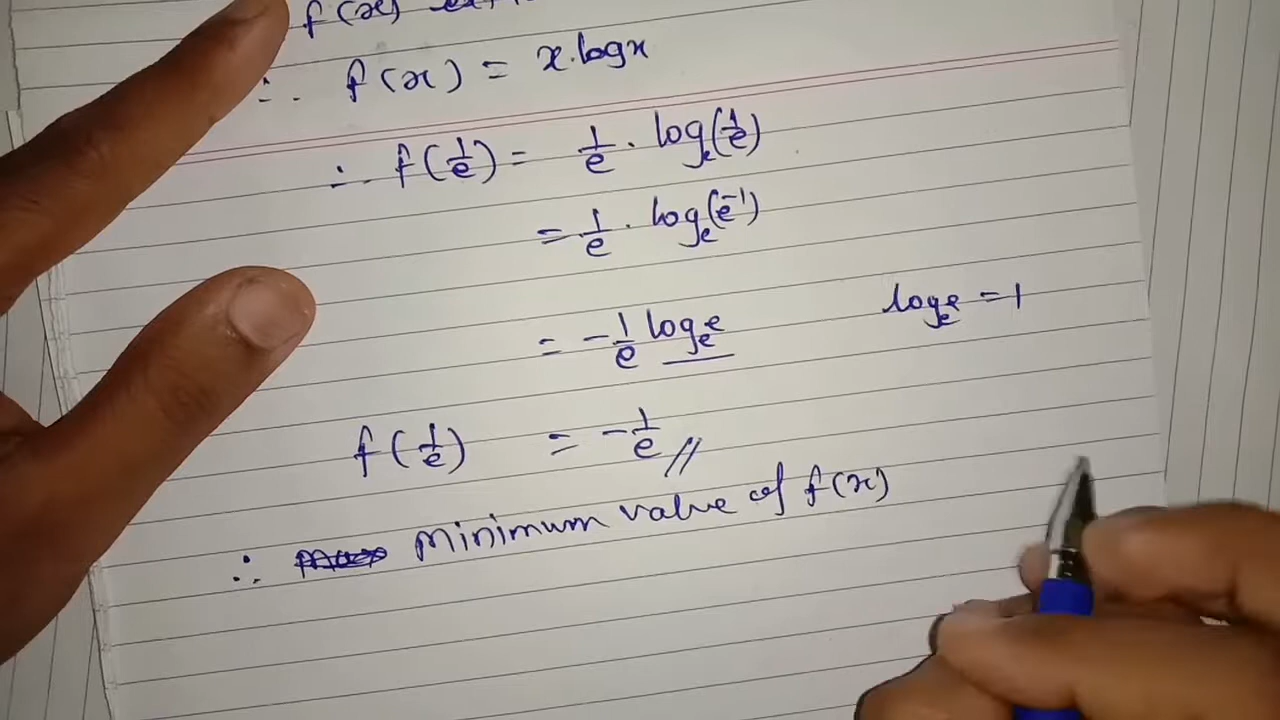 f(x)
∴ f(x) = x.logx
∴ f(1/e) = 1/e . logₑ(1/e)
= 1/e . logₑ(e⁻¹)
= -1/e logₑe
logₑe = 1
f(1/e) = -1/e //
∴ Minimum value of f(x)